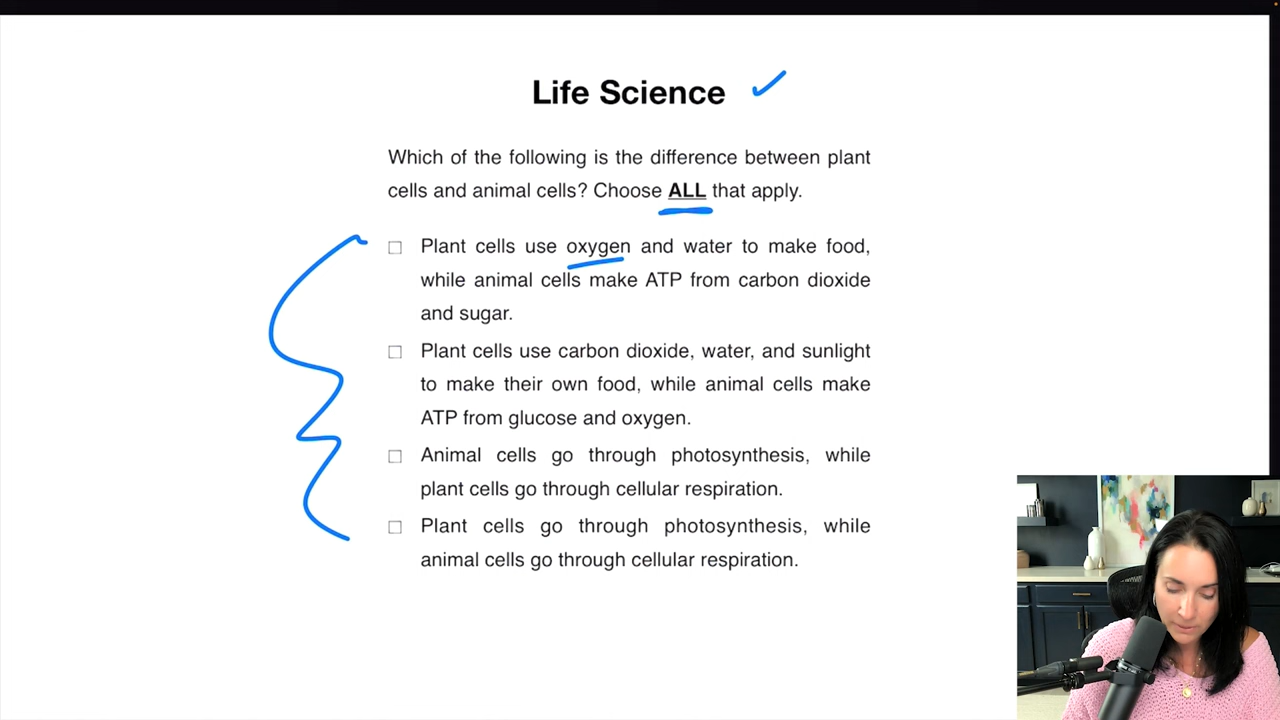 Life Science
Which of the following is the difference between plant
cells and animal cells? Choose ALL that apply.
Plant cells use oxygen and water to make food,
while animal cells make ATP from carbon dioxide
and sugar.
Plant cells use carbon dioxide, water, and sunlight
to make their own food, while animal cells make
ATP from glucose and oxygen.
Animal cells go through photosynthesis, while
plant cells go through cellular respiration.
Plant cells go through photosynthesis, while
animal cells go through cellular respiration.